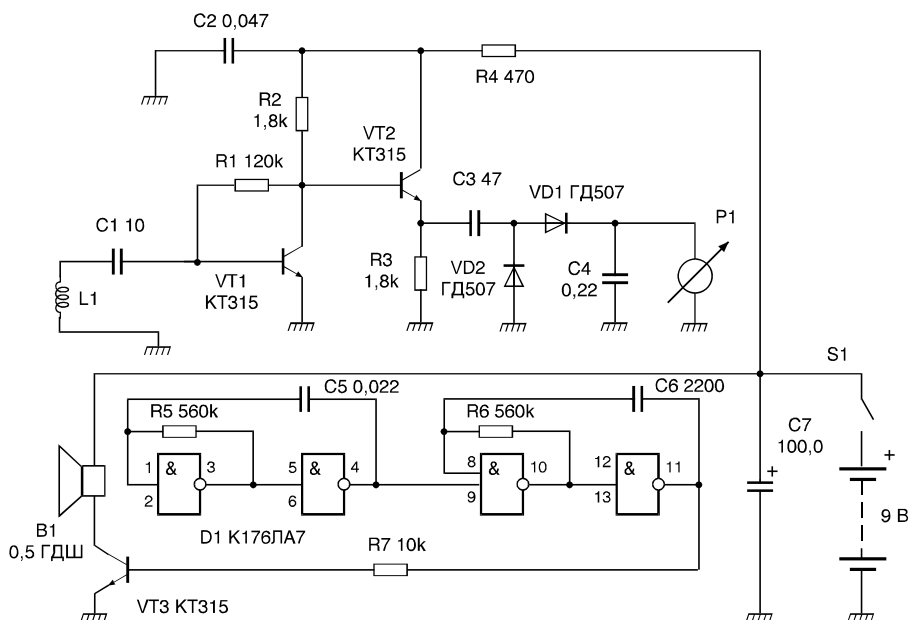 C2 0,047
R4 470
R2
1,8k
VT2
КТ315
R1 120k
C3 47
VD1 ГД507
P1
C1 10
VT1
КТ315
R3
1,8k
VD2
ГД507
C4
0,22
L1
S1
C5 0,022
C6 2200
R5 560k
R6 560k
C7
100,0
&
&
&
&
1
2
3
5
6
4
8
9
10
12
13
11
+
+
9 В
B1
0,5 ГДШ
D1 К176ЛА7
R7 10k
VT3 КТ315